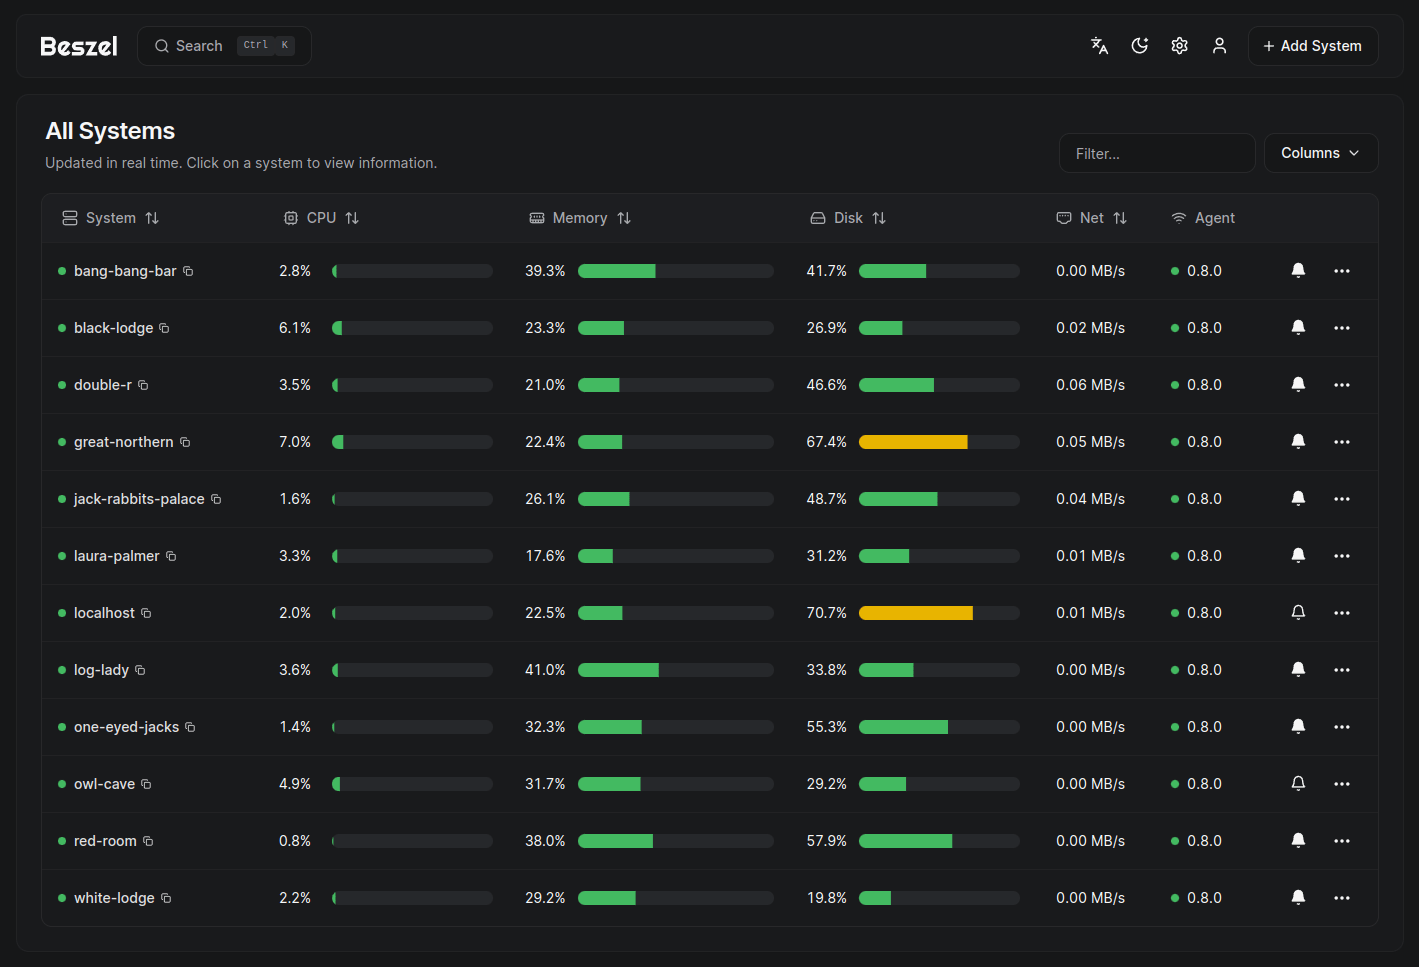 Beszel Search Ctrl K + Add System
All Systems
Updated in real time. Click on a system to view information.
Filter... Columns
System CPU Memory Disk Net Agent
bang-bang-bar 2.8% 39.3% 41.7% 0.00 MB/s 0.8.0
black-lodge 6.1% 23.3% 26.9% 0.02 MB/s 0.8.0
double-r 3.5% 21.0% 46.6% 0.06 MB/s 0.8.0
great-northern 7.0% 22.4% 67.4% 0.05 MB/s 0.8.0
jack-rabbits-palace 1.6% 26.1% 48.7% 0.04 MB/s 0.8.0
laura-palmer 3.3% 17.6% 31.2% 0.01 MB/s 0.8.0
localhost 2.0% 22.5% 70.7% 0.01 MB/s 0.8.0
log-lady 3.6% 41.0% 33.8% 0.00 MB/s 0.8.0
one-eyed-jacks 1.4% 32.3% 55.3% 0.00 MB/s 0.8.0
owl-cave 4.9% 31.7% 29.2% 0.00 MB/s 0.8.0
red-room 0.8% 38.0% 57.9% 0.00 MB/s 0.8.0
white-lodge 2.2% 29.2% 19.8% 0.00 MB/s 0.8.0